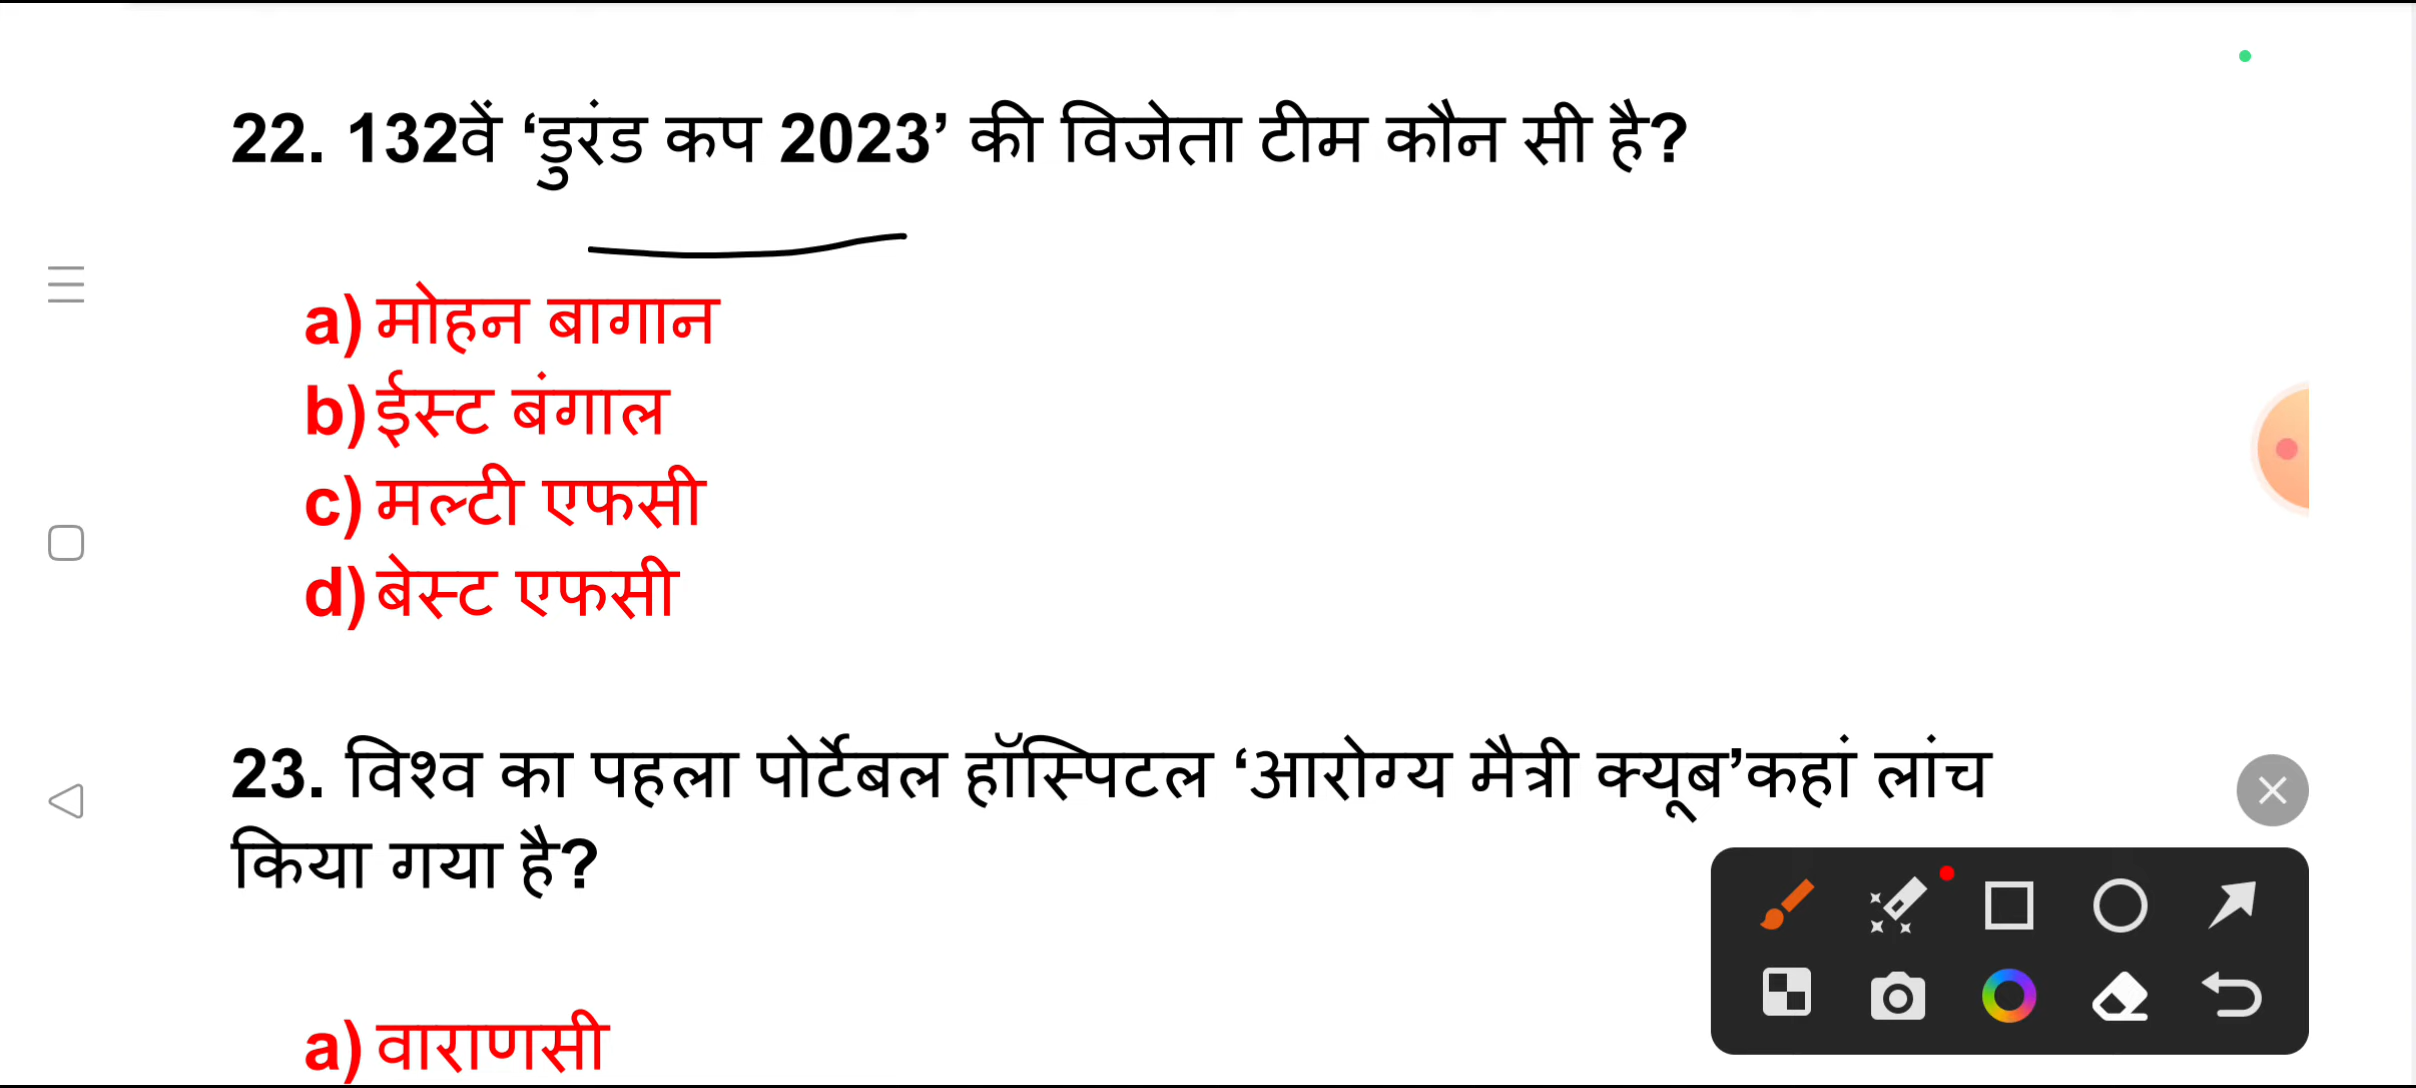 22. 132वें ‘डुरंड कप 2023’ की विजेता टीम कौन सी है?
a) मोहन बागान
b) ईस्ट बंगाल
c) मल्टी एफसी
d) बेस्ट एफसी
23. विश्व का पहला पोर्टेबल हॉस्पिटल ‘आरोग्य मैत्री क्यूब’कहां लांच
किया गया है?
a) वाराणसी